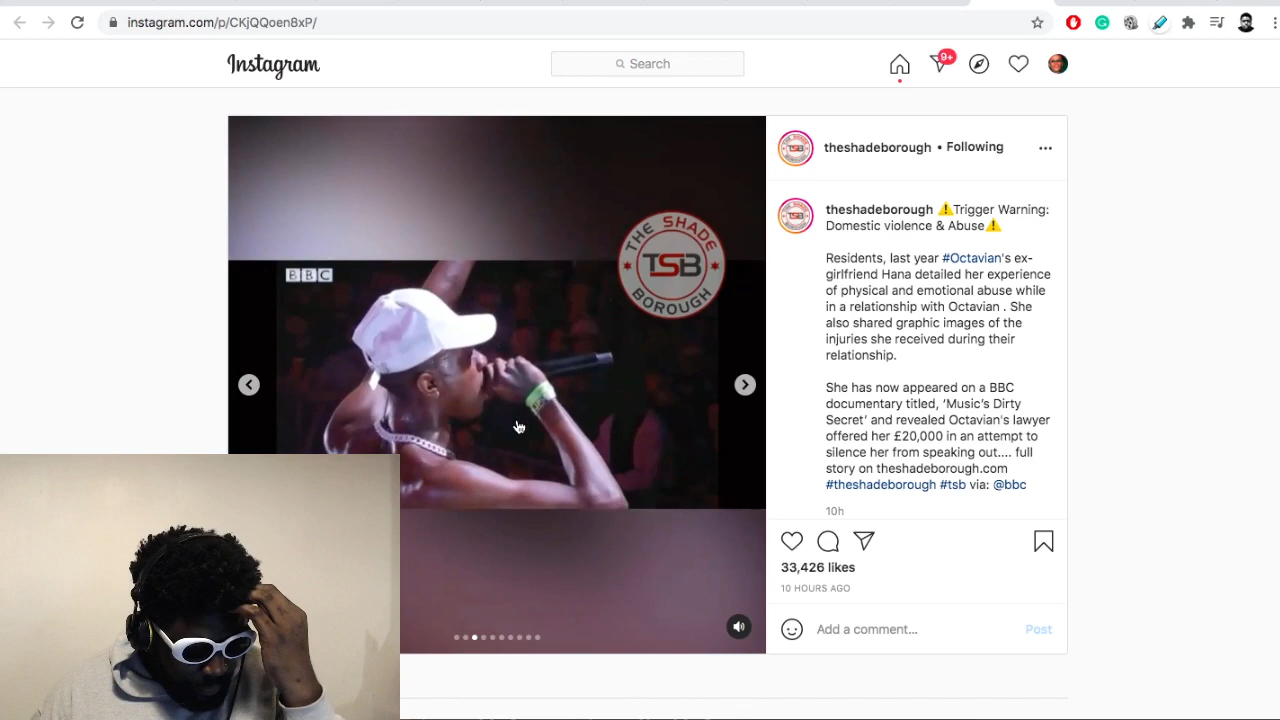 instagram.com/p/CKjQQoen8xP/
Instagram
Search
9+
THE SHADE
TSB
BOROUGH
BBC
theshadeborough • Following
theshadeborough ⚠️Trigger Warning:
Domestic violence & Abuse⚠️
Residents, last year #Octavian's ex-
girlfriend Hana detailed her experience
of physical and emotional abuse while
in a relationship with Octavian . She
also shared graphic images of the
injuries she received during their
relationship.
She has now appeared on a BBC
documentary titled, ‘Music’s Dirty
Secret’ and revealed Octavian's lawyer
offered her £20,000 in an attempt to
silence her from speaking out.... full
story on theshadeborough.com
#theshadeborough #tsb via: @bbc
10h
33,426 likes
10 HOURS AGO
Add a comment...
Post